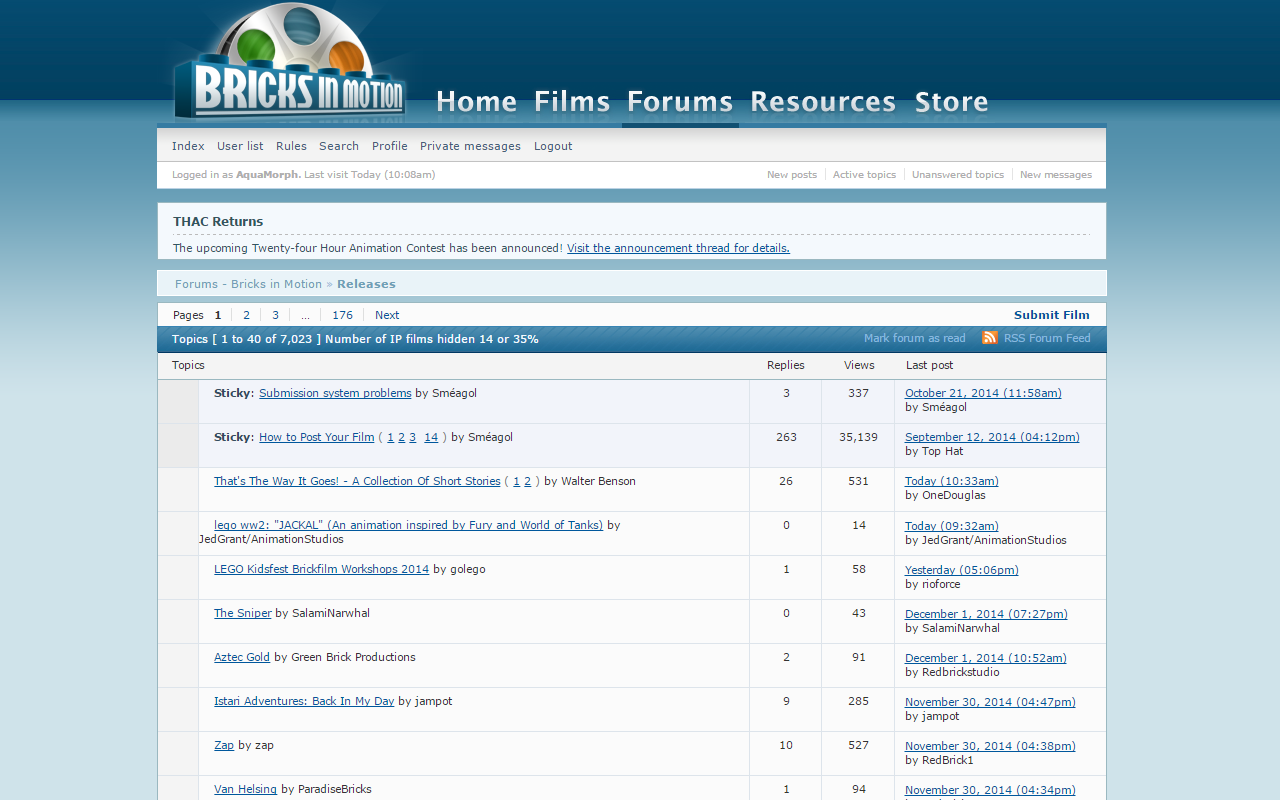 BRICKS IN MOTION
Home Films Forums Resources Store
Index User list Rules Search Profile Private messages Logout
Logged in as AquaMorph. Last visit Today (10:08am) New posts Active topics Unanswered topics New messages
THAC Returns
The upcoming Twenty-four Hour Animation Contest has been announced! Visit the announcement thread for details.
Forums - Bricks in Motion » Releases
Pages 1 2 3 ... 176 Next Submit Film
Topics [ 1 to 40 of 7,023 ] Number of IP films hidden 14 or 35% Mark forum as read RSS Forum Feed
Topics Replies Views Last post
Sticky: Submission system problems by Sméagol 3 337 October 21, 2014 (11:58am)
by Sméagol
Sticky: How to Post Your Film ( 1 2 3 14 ) by Sméagol 263 35,139 September 12, 2014 (04:12pm)
by Top Hat
That's The Way It Goes! - A Collection Of Short Stories ( 1 2 ) by Walter Benson 26 531 Today (10:33am)
by OneDouglas
lego ww2: "JACKAL" (An animation inspired by Fury and World of Tanks) by 0 14 Today (09:32am)
JedGrant/AnimationStudios by JedGrant/AnimationStudios
LEGO Kidsfest Brickfilm Workshops 2014 by golego 1 58 Yesterday (05:06pm)
by rioforce
The Sniper by SalamiNarwhal 0 43 December 1, 2014 (07:27pm)
by SalamiNarwhal
Aztec Gold by Green Brick Productions 2 91 December 1, 2014 (10:52am)
by Redbrickstudio
Istari Adventures: Back In My Day by jampot 9 285 November 30, 2014 (04:47pm)
by jampot
Zap by zap 10 527 November 30, 2014 (04:38pm)
by RedBrick1
Van Helsing by ParadiseBricks 1 94 November 30, 2014 (04:34pm)